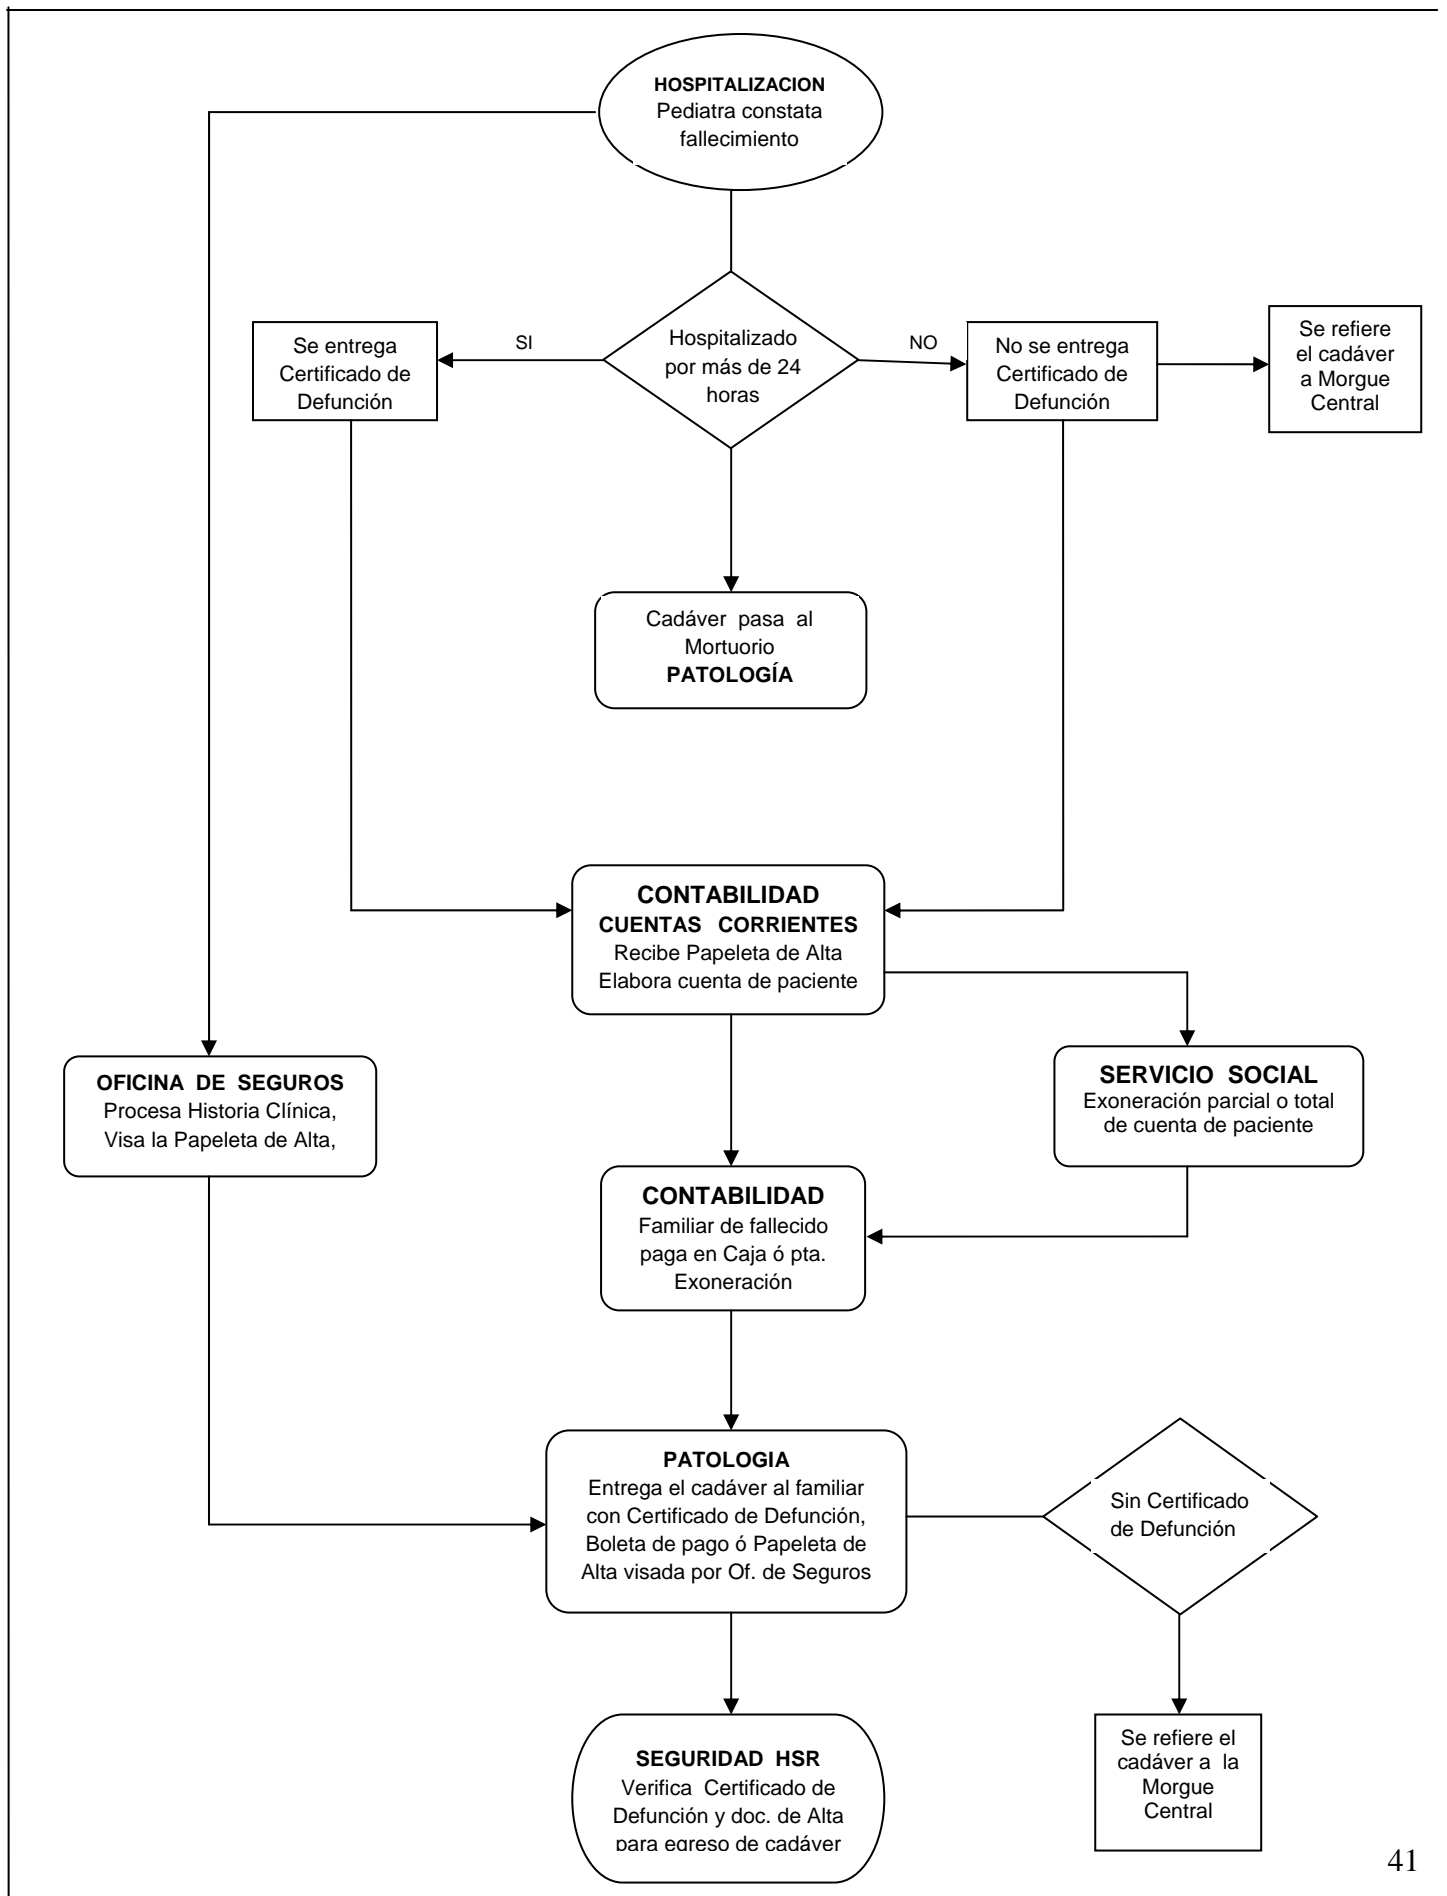 HOSPITALIZACION
Pediatra constata
fallecimiento
Se entrega
Certificado de
Defunción
SI
Hospitalizado
por más de 24
horas
NO
No se entrega
Certificado de
Defunción
Se refiere
el cadáver
a Morgue
Central
Cadáver pasa al
Mortuorio
PATOLOGÍA
CONTABILIDAD
CUENTAS CORRIENTES
Recibe Papeleta de Alta
Elabora cuenta de paciente
OFICINA DE SEGUROS
Procesa Historia Clínica,
Visa la Papeleta de Alta,
SERVICIO SOCIAL
Exoneración parcial o total
de cuenta de paciente
CONTABILIDAD
Familiar de fallecido
paga en Caja ó pta.
Exoneración
PATOLOGIA
Entrega el cadáver al familiar
con Certificado de Defunción,
Boleta de pago ó Papeleta de
Alta visada por Of. de Seguros
Sin Certificado
de Defunción
SEGURIDAD HSR
Verifica Certificado de
Defunción y doc. de Alta
para egreso de cadáver
Se refiere el
cadáver a la
Morgue
Central
41